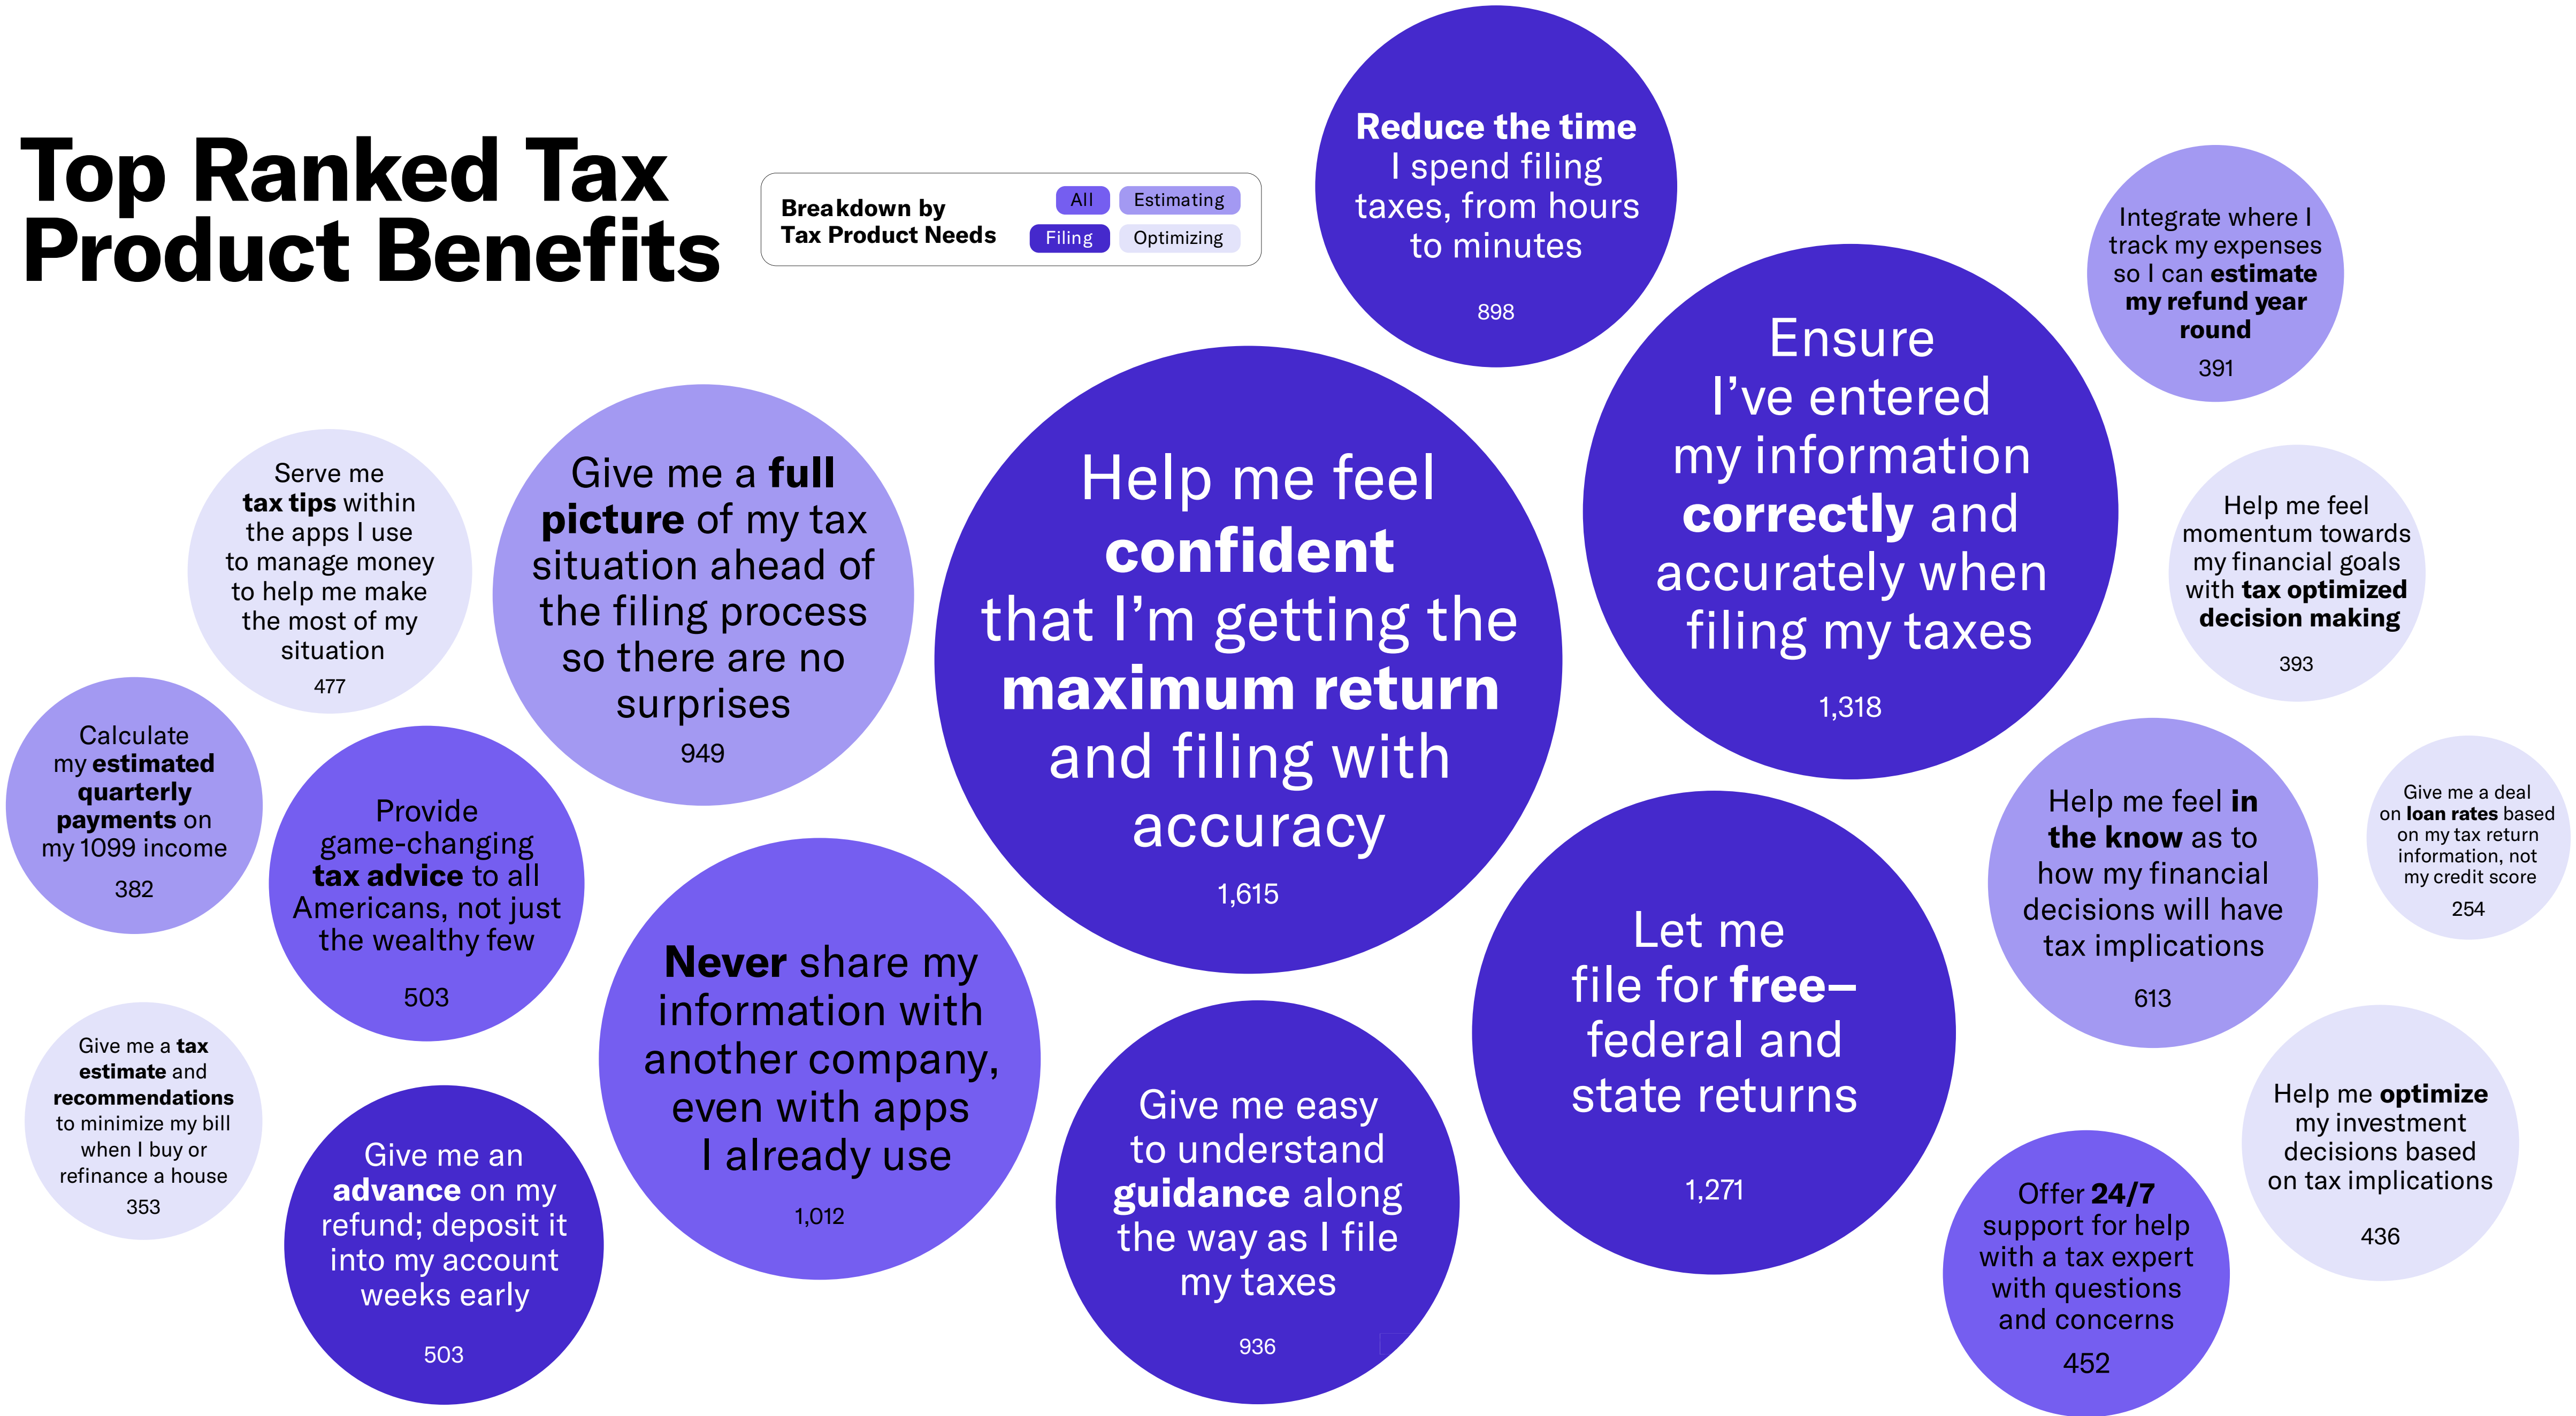 Top Ranked Tax
Product Benefits
Breakdown by
Tax Product Needs
All
Estimating
Filing
Optimizing
Reduce the time
I spend filing
taxes, from hours
to minutes
898
Integrate where I
track my expenses
so I can estimate
my refund year
round
391
Ensure
I’ve entered
my information
correctly and
accurately when
filing my taxes
1,318
Help me feel
confident
that I’m getting the
maximum return
and filing with
accuracy
1,615
Give me a full
picture of my tax
situation ahead of
the filing process
so there are no
surprises
949
Serve me
tax tips within
the apps I use
to manage money
to help me make
the most of my
situation
477
Help me feel
momentum towards
my financial goals
with tax optimized
decision making
393
Calculate
my estimated
quarterly
payments on
my 1099 income
382
Provide
game-changing
tax advice to all
Americans, not just
the wealthy few
503
Help me feel in
the know as to
how my financial
decisions will have
tax implications
613
Give me a deal
on loan rates based
on my tax return
information, not
my credit score
254
Never share my
information with
another company,
even with apps
I already use
1,012
Let me
file for free–
federal and
state returns
1,271
Give me a tax
estimate and
recommendations
to minimize my bill
when I buy or
refinance a house
353
Give me an
advance on my
refund; deposit it
into my account
weeks early
503
Give me easy
to understand
guidance along
the way as I file
my taxes
936
Help me optimize
my investment
decisions based
on tax implications
436
Offer 24/7
support for help
with a tax expert
with questions
and concerns
452